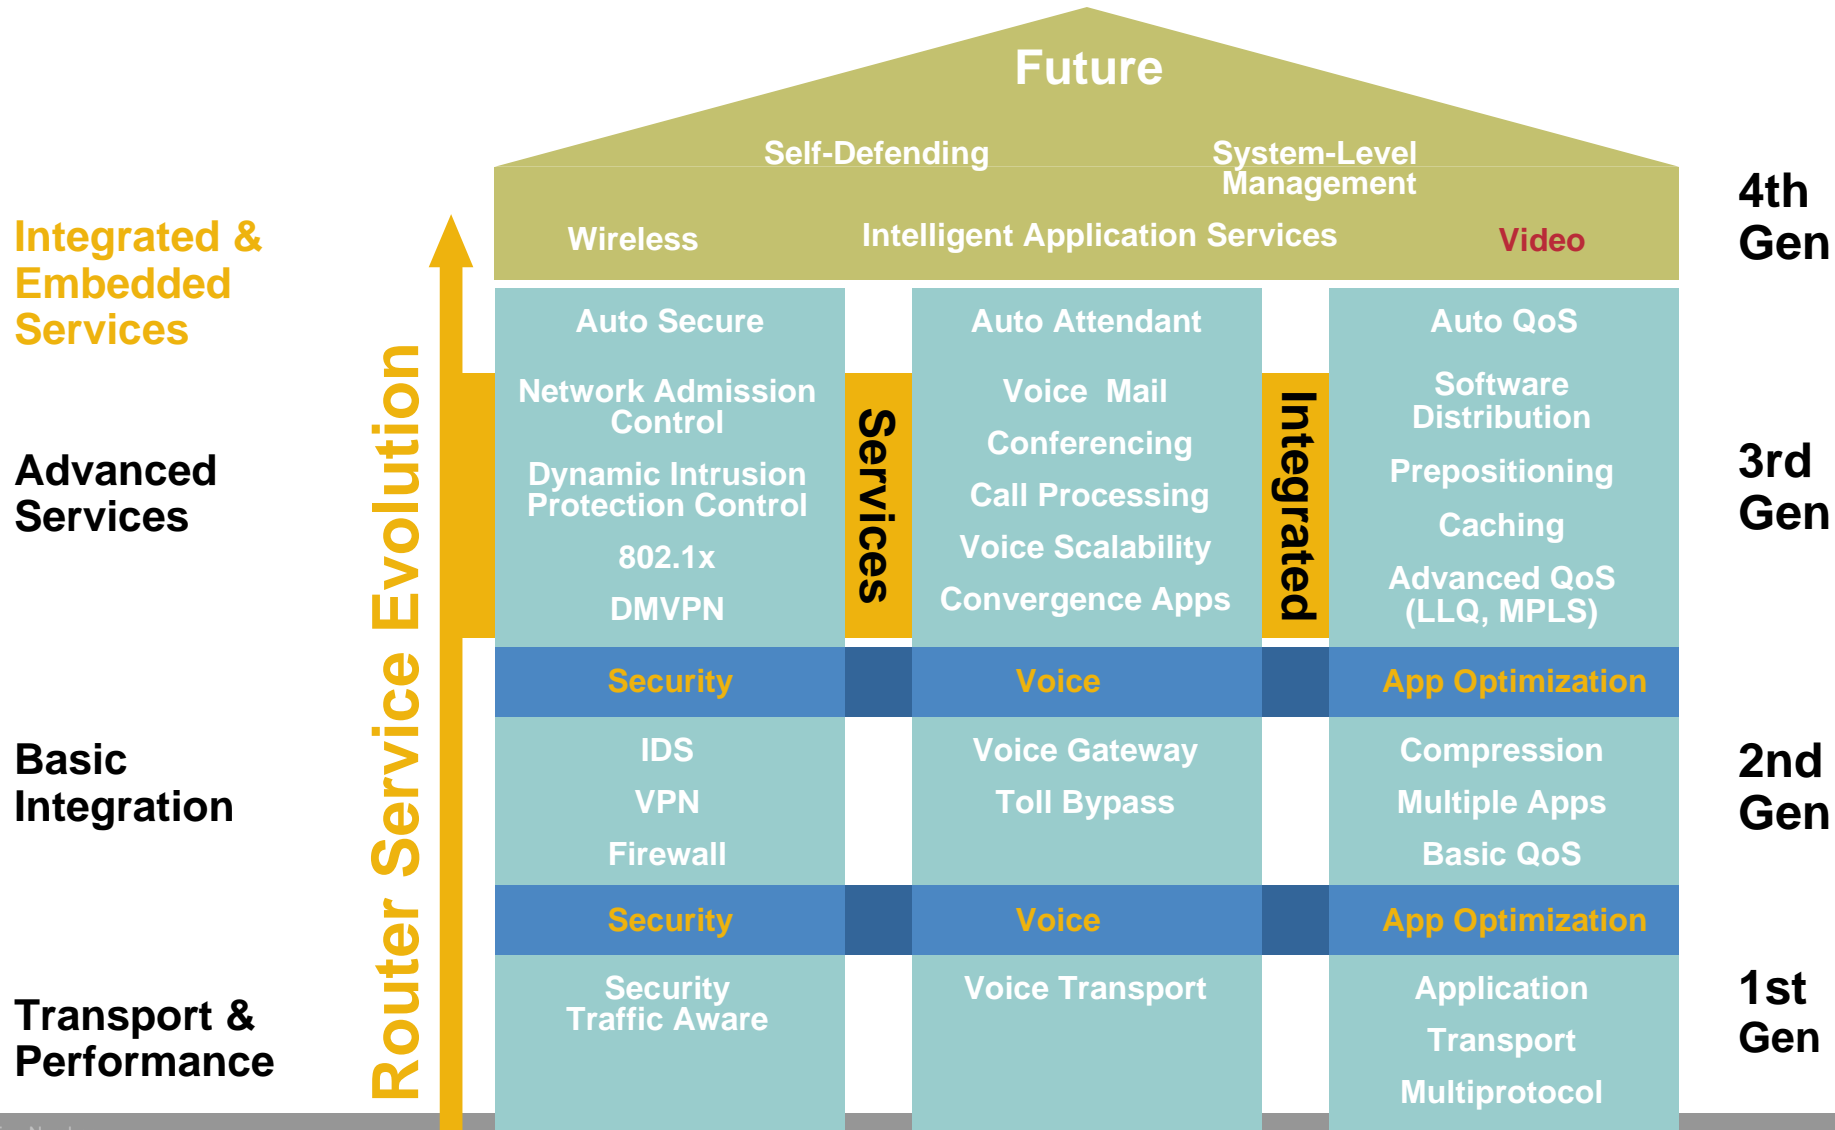 Future
Self-Defending
System-Level
Management
Wireless
Intelligent Application Services
Video
4th
Gen
Integrated &
Embedded
Services
Router Service Evolution
Auto Secure
Network Admission
Control
Dynamic Intrusion
Protection Control
802.1x
DMVPN
Services
Auto Attendant
Voice Mail
Conferencing
Call Processing
Voice Scalability
Convergence Apps
Integrated
Auto QoS
Software
Distribution
Prepositioning
Caching
Advanced QoS
(LLQ, MPLS)
Advanced
Services
3rd
Gen
Security
Voice
App Optimization
Basic
Integration
IDS
VPN
Firewall
Voice Gateway
Toll Bypass
Compression
Multiple Apps
Basic QoS
2nd
Gen
Security
Voice
App Optimization
Transport &
Performance
Security
Traffic Aware
Voice Transport
Application
Transport
Multiprotocol
1st
Gen